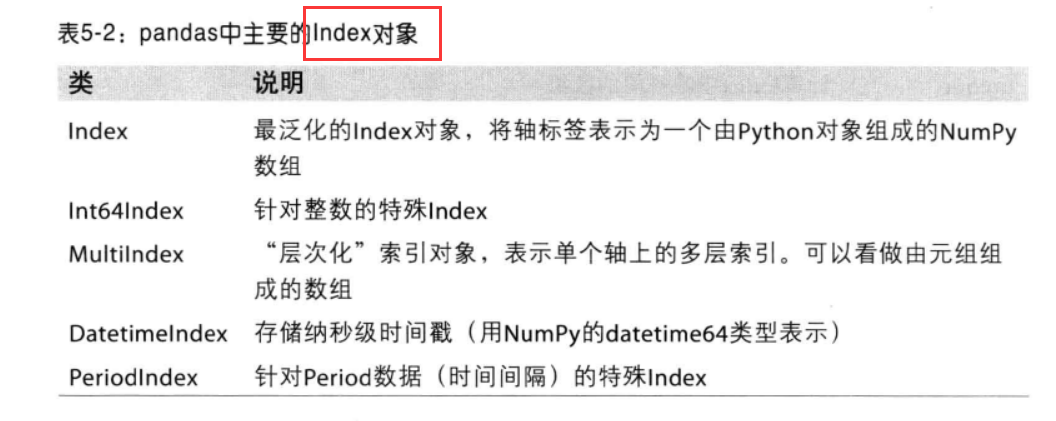 表5-2：pandas中主要的Index对象
类 说明
Index 最泛化的Index对象，将轴标签表示为一个由Python对象组成的NumPy
数组
Int64Index 针对整数的特殊Index
MultiIndex “层次化”索引对象，表示单个轴上的多层索引。可以看做由元组组
成的数组
DatetimeIndex 存储纳秒级时间戳（用NumPy的datetime64类型表示）
PeriodIndex 针对Period数据（时间间隔）的特殊Index